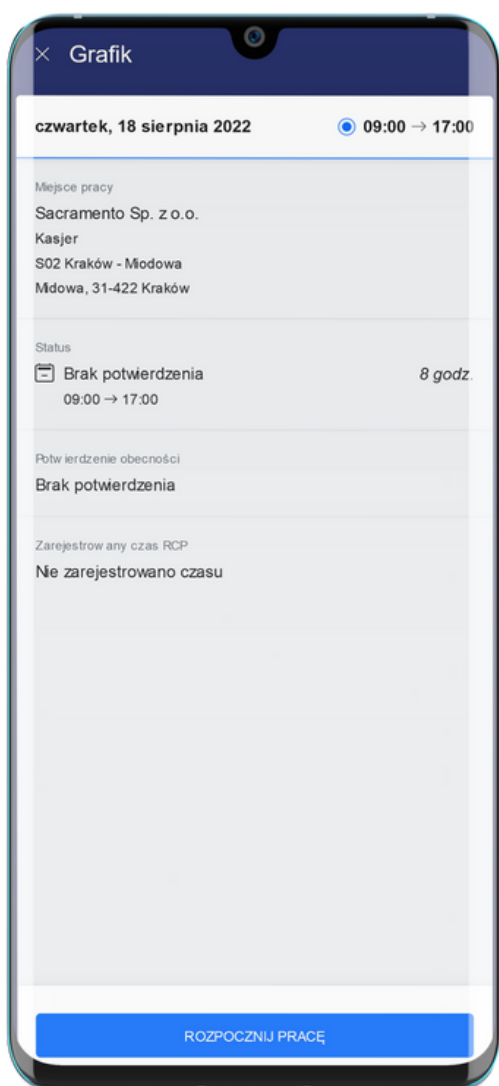 Grafik
czwartek, 18 sierpnia 2022 09:00 → 17:00
Miejsce pracy
Sacramento Sp. z o.o.
Kasjer
S02 Kraków - Miodowa
Midowa, 31-422 Kraków
Status
Brak potwierdzenia 8 godz.
09:00 → 17:00
Potwierdzenie obecności
Brak potwierdzenia
Zarejestrowany czas RCP
Nie zarejestrowano czasu
ROZPOCZNIJ PRACĘ